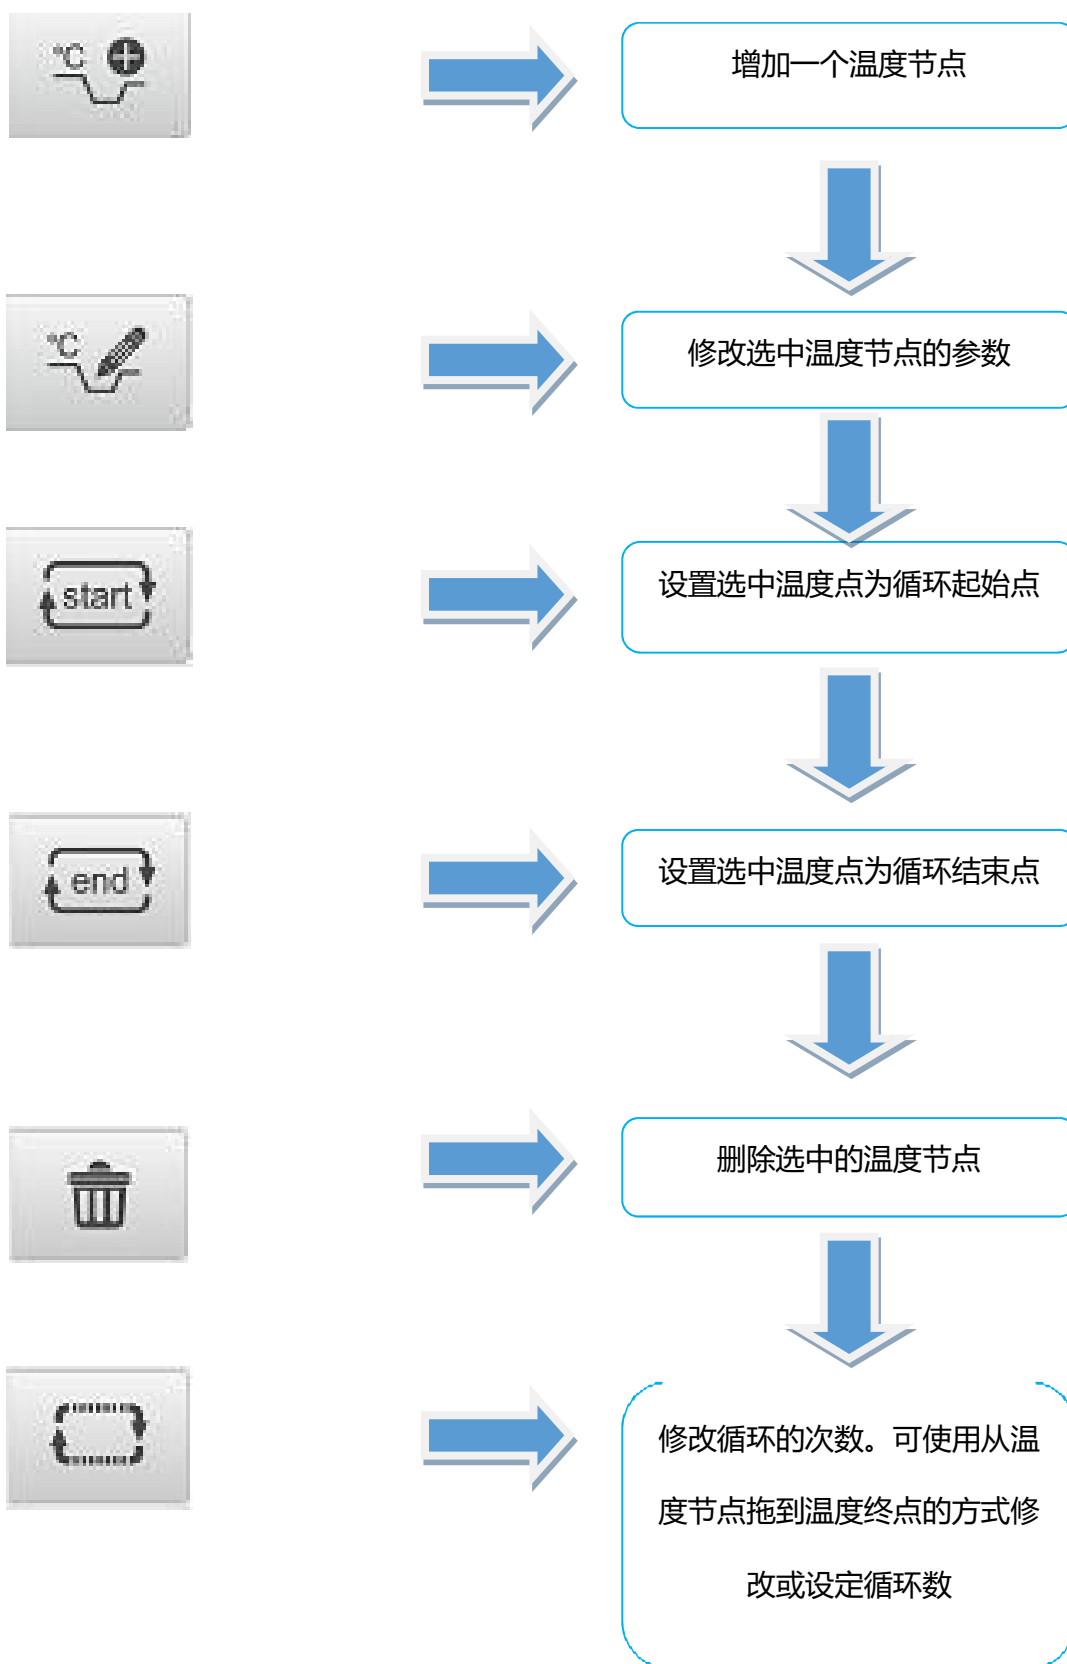 °C
增加一个温度节点
°C
修改选中温度节点的参数
start
设置选中温度点为循环起始点
end
设置选中温度点为循环结束点
删除选中的温度节点
修改循环的次数。可使用从温
度节点拖到温度终点的方式修
改或设定循环数